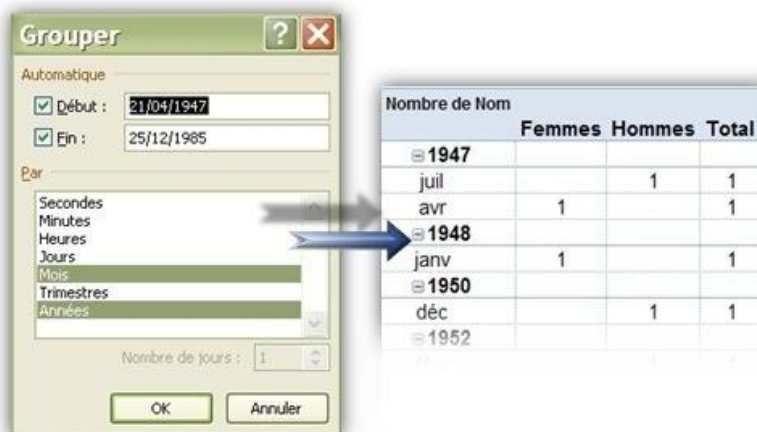 Grouper
Automatique
Début : 21/04/1947
Fin : 25/12/1985
Par
Secondes
Minutes
Heures
Jours
Mois
Trimestres
Années
Nombre de jours : 1
OK Annuler
Nombre de Nom
Femmes Hommes Total
1947
juil 1 1
avr 1 1
1948
janv 1 1
1950
déc 1 1
1952